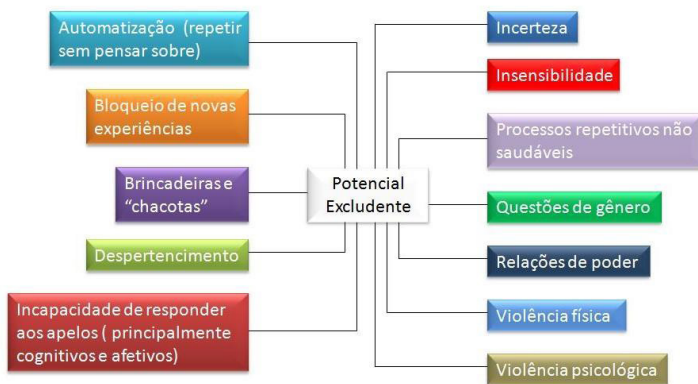 Automatização (repetir
sem pensar sobre)
Bloqueio de novas
experiências
Brincadeiras e
“chacotas”
Despertencimento
Incapacidade de responder
aos apelos ( principalmente
cognitivos e afetivos)
Potencial
Excludente
Incerteza
Insensibilidade
Processos repetitivos não
saudáveis
Questões de gênero
Relações de poder
Violência física
Violência psicológica